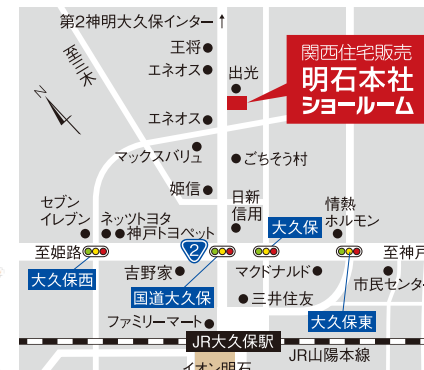 第2神明大久保インター↑
王将
エネオス
出光
関西住宅販売
明石本社
ショールーム
至三木
N
エネオス
マックスバリュ
ごちそう村
姫信
日新
信用
セブン
イレブン
ネッツトヨタ
神戸トヨペット
大久保
情熱
ホルモン
至姫路
2
至神戸
大久保西
吉野家
国道大久保
マクドナルド
市民センター
三井住友
大久保東
ファミリーマート
JR大久保駅
JR山陽本線
イオン明石